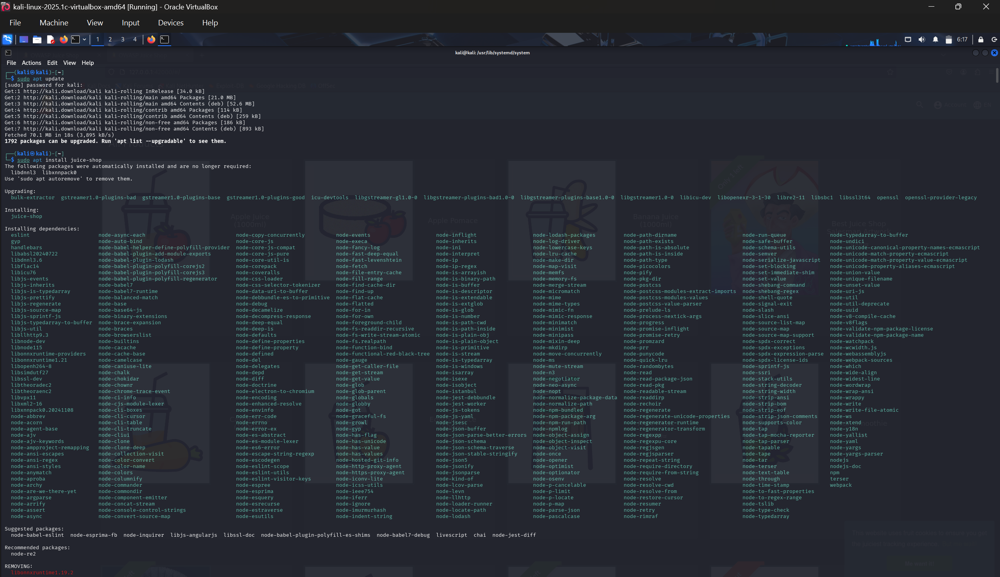 kali-linux-2025.1c-virtualbox-amd64 [Running] - Oracle VirtualBox
File Machine View Input Devices Help
1 2 3 4 6:17
kali@kali: /usr/lib/systemd/system
File Actions Edit View Help
┌──(kali㉿kali)-[~]
└─$ sudo apt update
[sudo] password for kali:
Get:1 http://kali.download/kali kali-rolling InRelease [34.0 kB]
Get:2 http://kali.download/kali kali-rolling/main amd64 Packages [21.0 MB]
Get:3 http://kali.download/kali kali-rolling/main amd64 Contents (deb) [52.6 MB]
Get:4 http://kali.download/kali kali-rolling/contrib amd64 Packages [114 kB]
Get:5 http://kali.download/kali kali-rolling/contrib amd64 Contents (deb) [259 kB]
Get:6 http://kali.download/kali kali-rolling/non-free amd64 Packages [186 kB]
Get:7 http://kali.download/kali kali-rolling/non-free amd64 Contents (deb) [893 kB]
Fetched 70.1 MB in 18s (3,895 kB/s)
1792 packages can be upgraded. Run 'apt list --upgradable' to see them.
┌──(kali㉿kali)-[~]
└─$ sudo apt install juice-shop
The following packages were automatically installed and are no longer required:
libdnnl3 libxnnpack0
Use 'sudo apt autoremove' to remove them.
Upgrading:
bulk-extractor gstreamer1.0-plugins-bad gstreamer1.0-plugins-base gstreamer1.0-plugins-good icu-devtools libgstreamer-gl1.0-0 libgstreamer-plugins-bad1.0-0 libgstreamer-plugins-base1.0-0 libgstreamer1.0-0 libicu-dev libopenexr-3-1-30 libre2-11 libsbc1 libssl3t64 openssl openssl-provider-legacy
Installing:
juice-shop
Installing dependencies:
eslint node-async-each node-copy-concurrently node-events node-inflight node-lodash-packages node-path-dirname node-run-queue node-typedarray-to-buffer
gyp node-auto-bind node-core-js node-execa node-inherits node-log-driver node-path-exists node-safe-buffer node-undici
handlebars node-babel-helper-define-polyfill-provider node-core-js-compat node-fancy-log node-ini node-lowercase-keys node-path-is-absolute node-schema-utils node-unicode-canonical-property-names-ecmascript
libabsl20240722 node-babel-plugin-add-module-exports node-core-js-pure node-fast-deep-equal node-interpret node-lru-cache node-path-is-inside node-semver node-unicode-match-property-ecmascript
libdnnl3.6 node-babel-plugin-lodash node-core-util-is node-fast-levenshtein node-ip node-make-dir node-path-type node-serialize-javascript node-unicode-match-property-value-ecmascript
libflac14 node-babel-plugin-polyfill-corejs2 node-corepack node-fetch node-ip-regex node-map-visit node-picocolors node-set-blocking node-unicode-property-aliases-ecmascript
libicu76 node-babel-plugin-polyfill-corejs3 node-coveralls node-file-entry-cache node-is-arrayish node-memfs node-pify node-set-immediate-shim node-union-value
libjs-events node-babel-plugin-polyfill-regenerator node-css-loader node-fill-range node-is-binary-path node-memory-fs node-pkg-dir node-set-value node-unique-filename
libjs-inherits node-babel7 node-css-selector-tokenizer node-find-cache-dir node-is-buffer node-merge-stream node-postcss node-shebang-command node-unset-value
libjs-is-typedarray node-babel7-runtime node-data-uri-to-buffer node-find-up node-is-descriptor node-micromatch node-postcss-modules-extract-imports node-shebang-regex node-uri-js
libjs-prettify node-balanced-match node-debbundle-es-to-primitive node-flat-cache node-is-extendable node-mime node-postcss-modules-values node-shell-quote node-util
libjs-regenerate node-base node-debug node-flatted node-is-extglob node-mime-types node-postcss-value-parser node-signal-exit node-util-deprecate
libjs-source-map node-base64-js node-decamelize node-for-in node-is-glob node-mimic-fn node-prelude-ls node-slash node-uuid
libjs-sprintf-js node-binary-extensions node-decompress-response node-for-own node-is-number node-mimic-response node-process-nextick-args node-slice-ansi node-v8-compile-cache
libjs-typedarray-to-buffer node-brace-expansion node-deep-equal node-foreground-child node-is-path-cwd node-minimatch node-progress node-source-list-map node-v8flags
libjs-util node-braces node-deep-is node-fs-readdir-recursive node-is-path-inside node-minimist node-promise-inflight node-source-map node-validate-npm-package-license
libllhttp9.3 node-browserslist node-defaults node-fs-write-stream-atomic node-is-plain-obj node-minipass node-promise-retry node-source-map-support node-validate-npm-package-name
libnode-dev node-builtins node-define-properties node-fs.realpath node-is-plain-object node-mixin-deep node-promzard node-spdx-correct node-watchpack
libnode115 node-cacache node-define-property node-function-bind node-is-primitive node-mkdirp node-prr node-spdx-exceptions node-wcwidth.js
libonnxruntime-providers node-cache-base node-defined node-functional-red-black-tree node-is-stream node-move-concurrently node-punycode node-spdx-expression-parse node-webassemblyjs
libonnxruntime1.21 node-camelcase node-del node-gauge node-is-typedarray node-ms node-quick-lru node-spdx-license-ids node-webpack-sources
libopenh264-8 node-caniuse-lite node-delegates node-get-caller-file node-is-windows node-mute-stream node-randombytes node-sprintf-js node-which
libsimdutf27 node-chalk node-depd node-get-stream node-isarray node-n3 node-read node-ssri node-wide-align
libssl-dev node-chokidar node-diff node-get-value node-isexe node-negotiator node-read-package-json node-stack-utils node-widest-line
libtheoradec2 node-chownr node-doctrine node-glob node-isobject node-neo-async node-read-pkg node-string-decoder node-wordwrap
libtheoraenc2 node-chrome-trace-event node-electron-to-chromium node-glob-parent node-istanbul node-nopt node-readable-stream node-string-width node-wrap-ansi
libvpx11 node-ci-info node-encoding node-globals node-jest-debbundle node-normalize-package-data node-readdirp node-strip-ansi node-wrappy
libxml2-16 node-cjs-module-lexer node-enhanced-resolve node-globby node-jest-worker node-normalize-path node-rechoir node-strip-bom node-write
libxnnpack0.20241108 node-cli-boxes node-envinfo node-got node-js-tokens node-npm-bundled node-regenerate node-strip-eof node-write-file-atomic
node-abbrev node-cli-cursor node-err-code node-graceful-fs node-js-yaml node-npm-package-arg node-regenerate-unicode-properties node-strip-json-comments node-ws
node-acorn node-cli-table node-errno node-growl node-jsesc node-npm-run-path node-regenerator-runtime node-supports-color node-xtend
node-agent-base node-cli-truncate node-error-ex node-gyp node-json-buffer node-npmlog node-regenerator-transform node-tap node-y18n
node-ajv node-cliui node-es-abstract node-has-flag node-json-parse-better-errors node-object-assign node-regexpp node-tap-mocha-reporter node-yallist
node-ajv-keywords node-clone node-es-module-lexer node-has-unicode node-json-schema node-object-inspect node-regexpu-core node-tap-parser node-yaml
node-ampproject-remapping node-clone-deep node-es6-error node-has-value node-json-schema-traverse node-object-visit node-regjsgen node-tapable node-yargs
node-ansi-escapes node-collection-visit node-escape-string-regexp node-has-values node-json-stable-stringify node-once node-regjsparser node-tape node-yargs-parser
node-ansi-regex node-color-convert node-escodegen node-hosted-git-info node-json5 node-opener node-repeat-string node-tar nodejs
node-ansi-styles node-color-name node-eslint-scope node-http-proxy-agent node-jsonify node-optimist node-require-directory node-terser nodejs-doc
node-anymatch node-colors node-eslint-utils node-https-proxy-agent node-jsonparse node-optionator node-require-from-string node-text-table npm
node-aproba node-columnify node-eslint-visitor-keys node-iconv-lite node-kind-of node-osenv node-resolve node-through terser
node-archy node-commander node-espree node-icss-utils node-lcov-parse node-p-cancelable node-resolve-cwd node-time-stamp webpack
node-are-we-there-yet node-commondir node-esprima node-ieee754 node-levn node-p-limit node-resolve-from node-to-fast-properties
node-argparse node-component-emitter node-esquery node-iferr node-llhttp node-p-locate node-restore-cursor node-to-regex-range
node-arrify node-concat-stream node-esrecurse node-ignore node-loader-runner node-p-map node-resumer node-tslib
node-assert node-console-control-strings node-estraverse node-imurmurhash node-locate-path node-parse-json node-retry node-type-check
node-async node-convert-source-map node-esutils node-indent-string node-lodash node-pascalcase node-rimraf node-typedarray
Suggested packages:
node-babel-eslint node-esprima-fb node-inquirer libjs-angularjs libssl-doc node-babel-plugin-polyfill-es-shims node-babel7-debug livescript chai node-jest-diff
Recommended packages:
node-re2
REMOVING:
libonnxruntime1.19.2